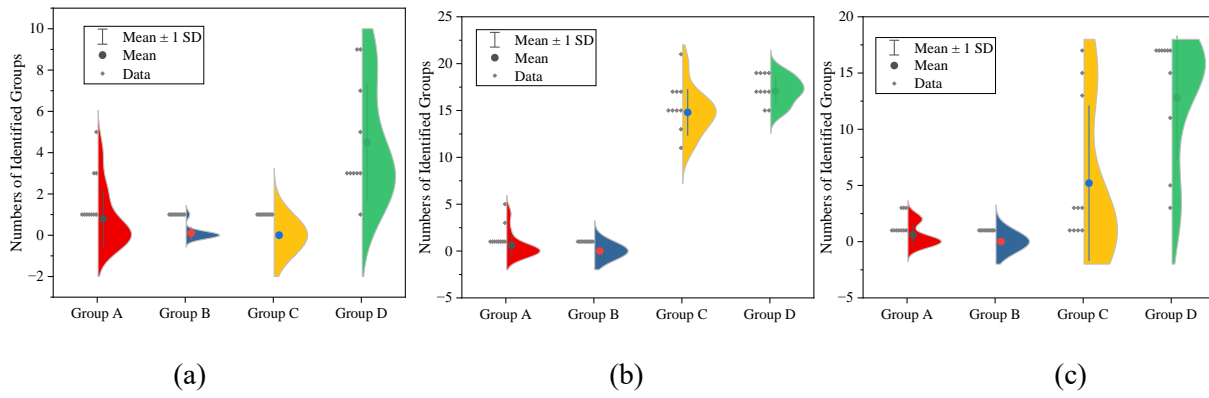 10
8
6
4
2
0
−2
Numbers of Identified Groups
Mean ± 1 SD
Mean
Data
Group A
Group B
Group C
Group D
(a)
25
20
15
10
5
0
−5
Numbers of Identified Groups
Mean ± 1 SD
Mean
Data
Group A
Group B
Group C
Group D
(b)
20
15
10
5
0
−5
Numbers of Identified Groups
Mean ± 1 SD
Mean
Data
Group A
Group B
Group C
Group D
(c)